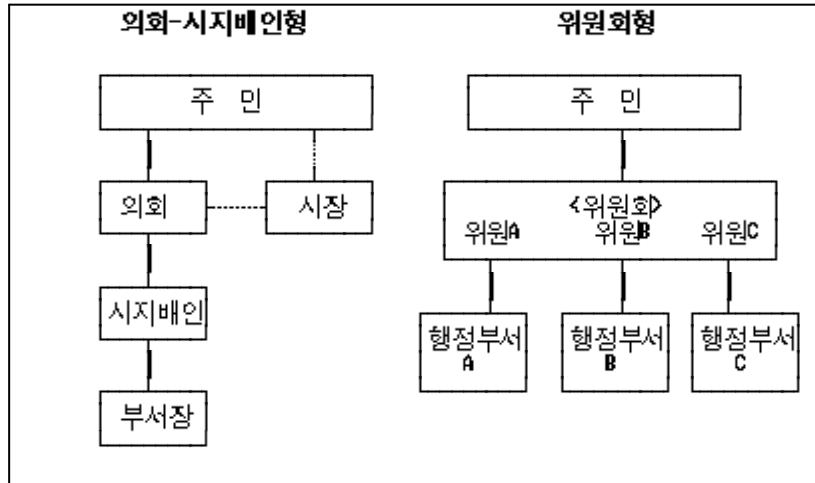 의회-시지배인형
주 민
의회
시장
시지배인
부서장
위원회형
주 민
<위원회>
위원A 위원B 위원C
행정부서
A
행정부서
B
행정부서
C